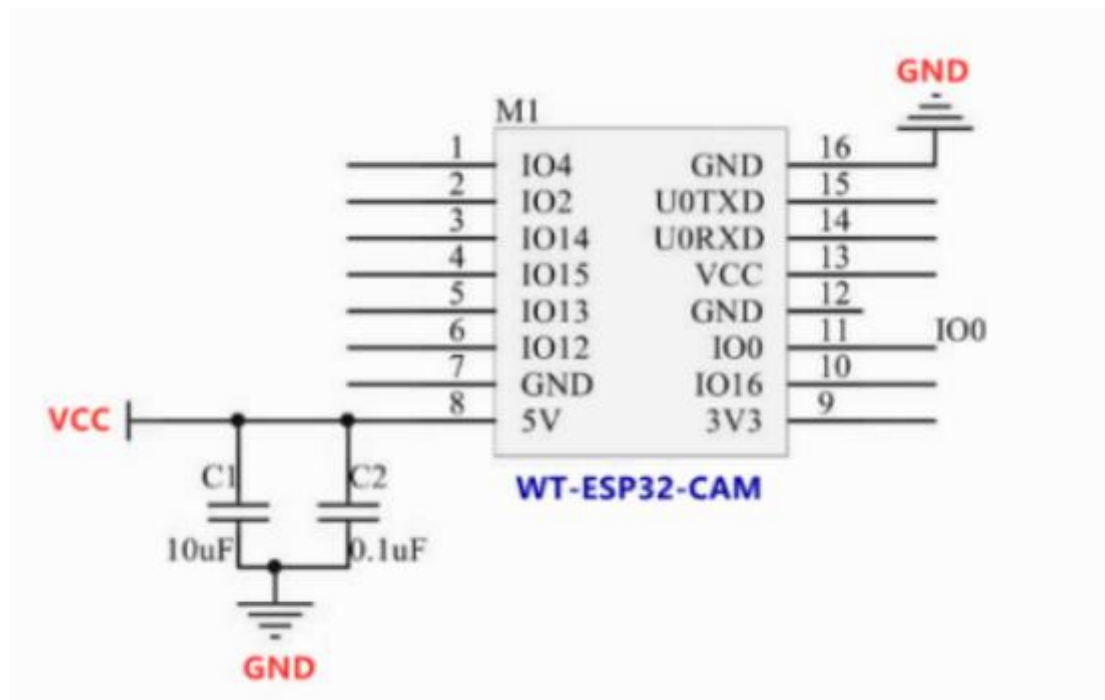 GND
M1
1 IO4 GND 16
2 IO2 U0TXD 15
3 IO14 U0RXD 14
4 IO15 VCC 13
5 IO13 GND 12
6 IO12 IO0 11 IO0
7 GND IO16 10
8 5V 3V3 9
VCC
WT-ESP32-CAM
C1 C2
10uF 0.1uF
GND